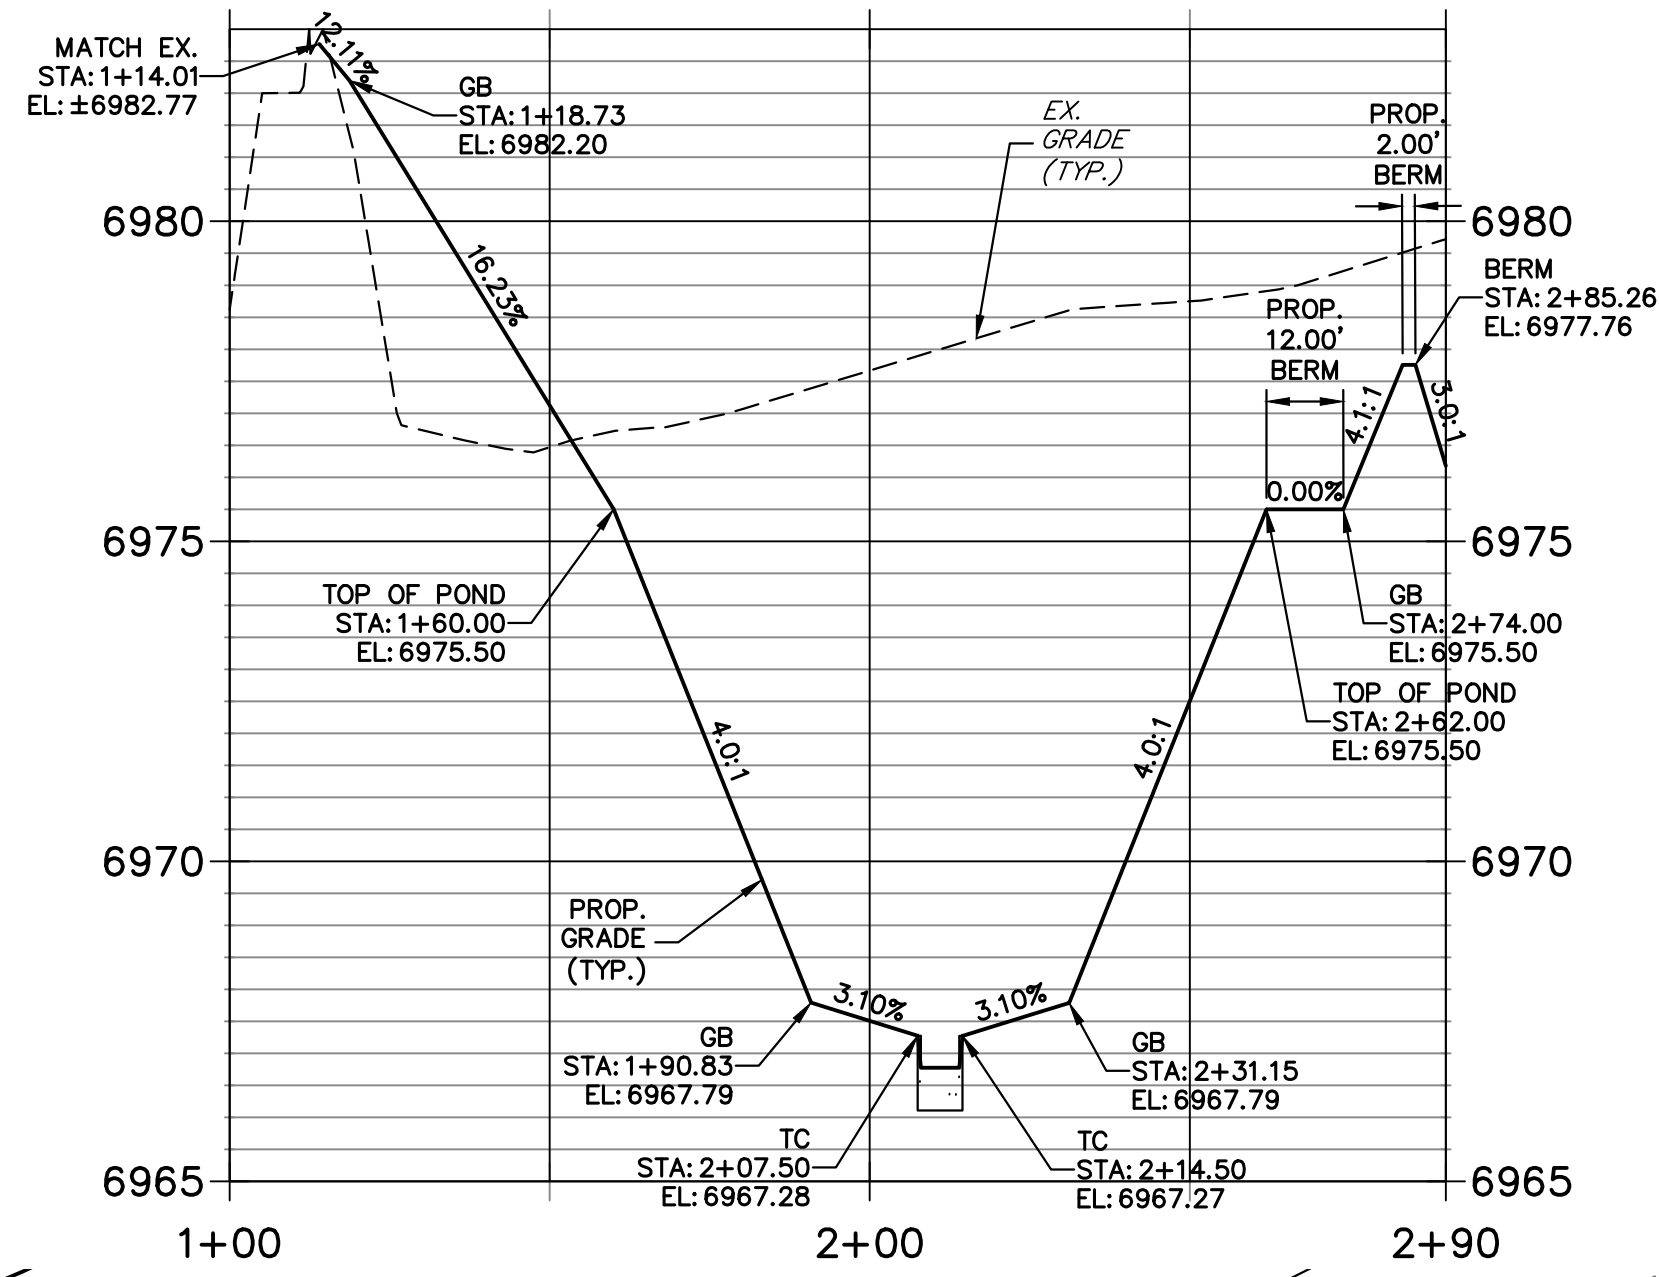 MATCH EX.
STA: 1+14.01
EL: ±6982.77
12.11%
GB
STA: 1+18.73
EL: 6982.20
EX.
GRADE
(TYP.)
PROP.
2.00'
BERM
6980
6980
16.23%
BERM
STA: 2+85.26
EL: 6977.76
PROP.
12.00'
BERM
4.1:1
3.0:1
0.00%
6975
6975
TOP OF POND
STA: 1+60.00
EL: 6975.50
GB
STA: 2+74.00
EL: 6975.50
TOP OF POND
STA: 2+62.00
EL: 6975.50
4.0:1
4.0:1
6970
6970
PROP.
GRADE
(TYP.)
3.10%
3.10%
GB
STA: 1+90.83
EL: 6967.79
GB
STA: 2+31.15
EL: 6967.79
TC
STA: 2+07.50
EL: 6967.28
TC
STA: 2+14.50
EL: 6967.27
6965
6965
1+00
2+00
2+90